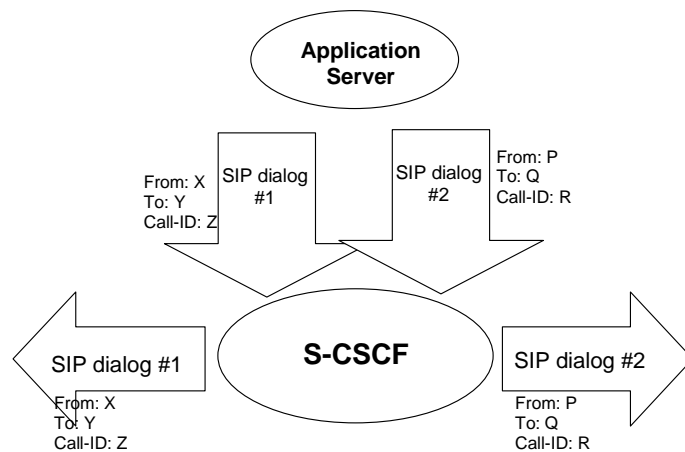 Application
Server
From: X
To: Y
Call-ID: Z
SIP dialog
#1
SIP dialog
#2
From: P
To: Q
Call-ID: R
S-CSCF
SIP dialog #1
From: X
To: Y
Call-ID: Z
SIP dialog #2
From: P
To: Q
Call-ID: R